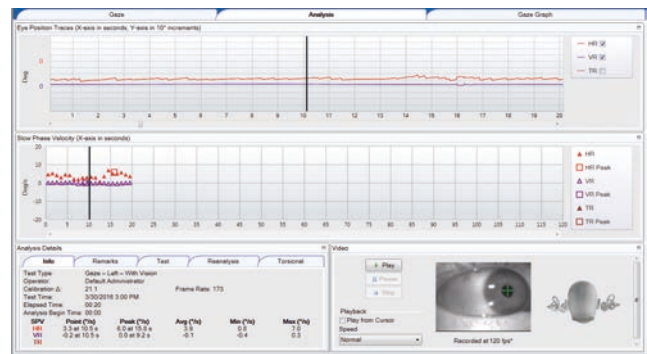 Gaze
Analysis
Gaze Graph
Eye Position Traces (X-axis in seconds, Y-axis in 10° increments)
Deg
0
0
1 2 3 4 5 6 7 8 9 10 11 12 13 14 15 16 17 18 19 20
HR
VR
TR
Slow Phase Velocity (X-axis in seconds)
Deg/s
20
10
0
-10
-20
0 5 10 15 20 25 30 35 40 45 50 55 60 65 70 75 80 85 90 95 100 105 110 115 120
HR
HR Peak
VR
VR Peak
TR
TR Peak
Analysis Details
Info Remarks Test Reanalysis Torsional
Test Type: Gaze – Left – With Vision
Operator: Default Administrator
Calibration Δ: 21.1 Frame Rate: 173
Test Time: 3/30/2016 3:00 PM
Elapsed Time: 00:20
Analysis Begin Time: 00:00
SPV Point (°/s) Peak (°/s) Avg (°/s) Min (°/s) Max (°/s)
HR 3.3 at 10.5 s 6.0 at 15.8 s 3.9 0.8 7.0
VR -0.2 at 10.5 s 0.0 at 9.2 s -0.1 -0.4 0.3
TR
Video
Play
Pause
Stop
Playback
Play from Cursor
Speed
Normal
Recorded at 120 fps*